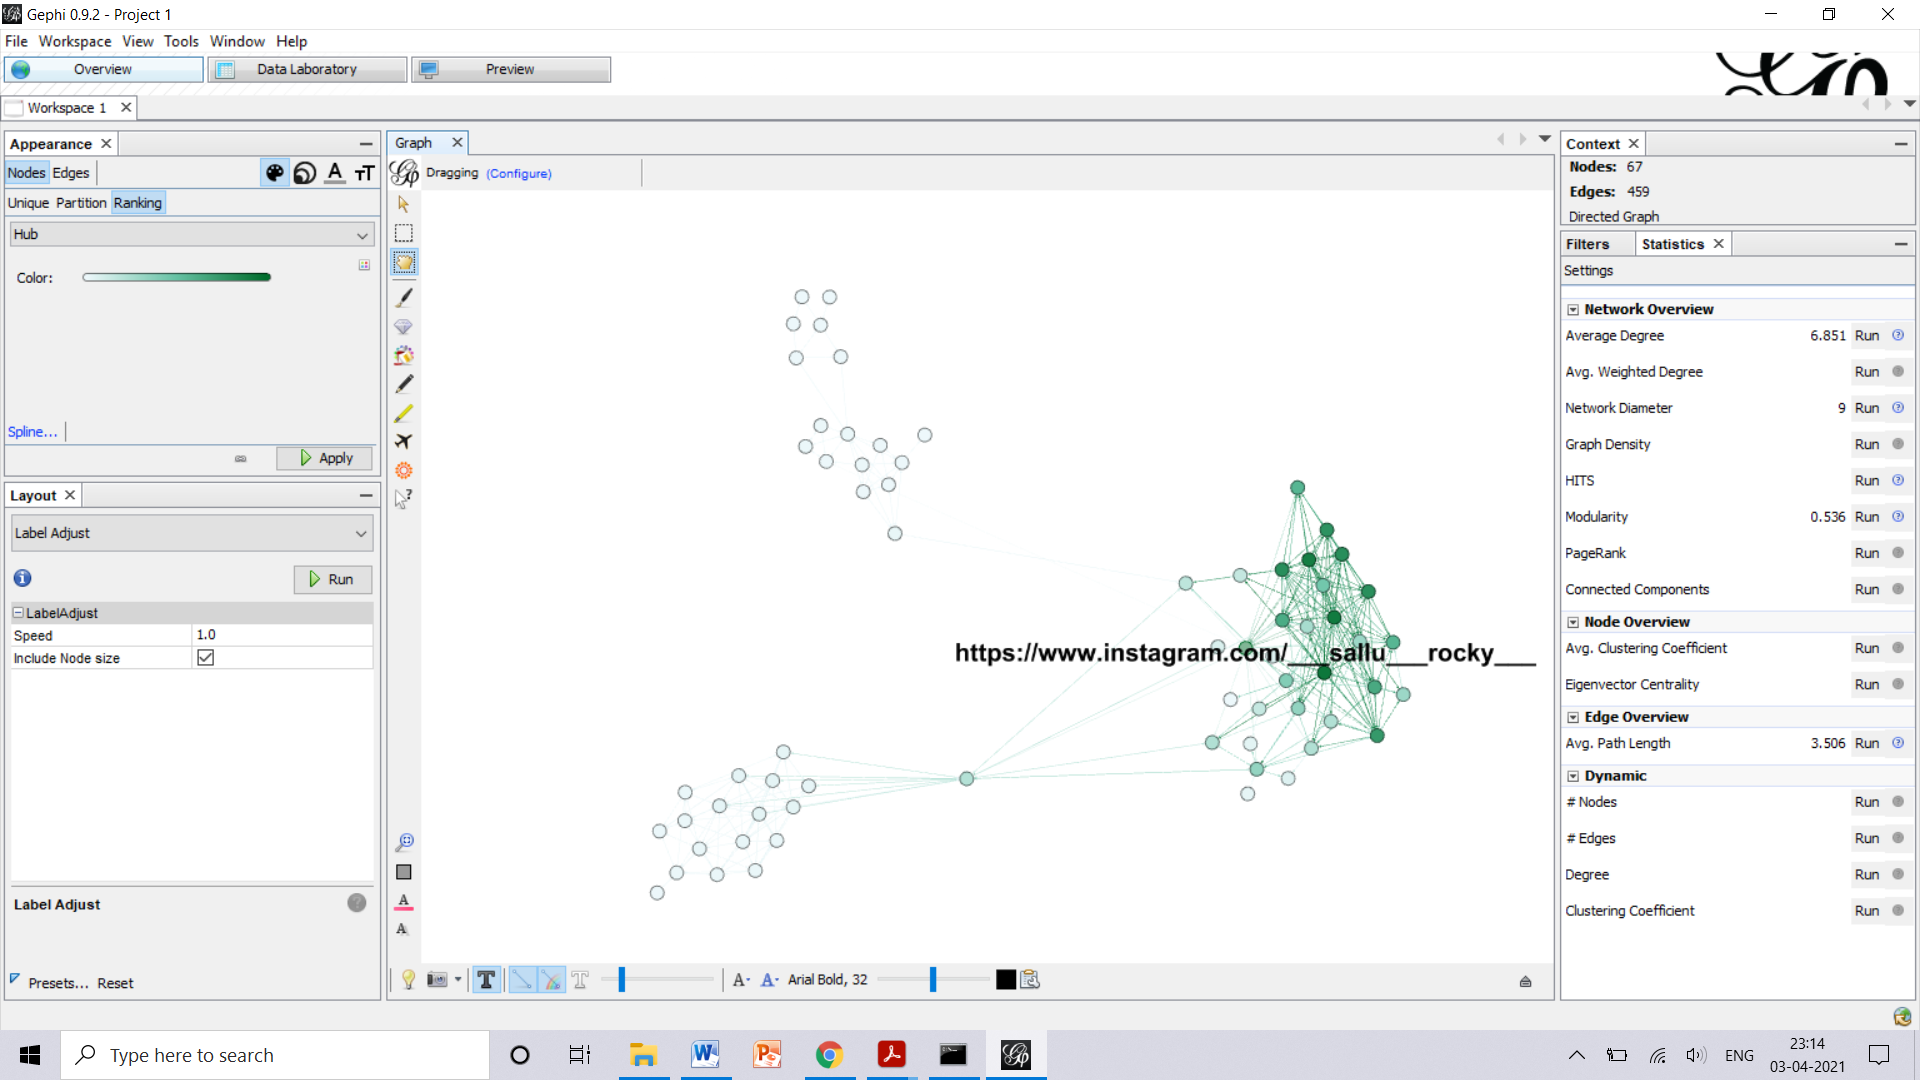 Gephi 0.9.2 - Project 1
File Workspace View Tools Window Help
Overview Data Laboratory Preview
Workspace 1
Appearance
Nodes Edges
Unique Partition Ranking
Hub
Color:
Spline...
Apply
Layout
Label Adjust
Run
LabelAdjust
Speed 1.0
Include Node size
Label Adjust
Presets... Reset
Graph
Dragging (Configure)
https://www.instagram.com/___sallu___rocky___
Arial Bold, 32
Context
Nodes: 67
Edges: 459
Directed Graph
Filters Statistics
Settings
Network Overview
Average Degree 6.851 Run
Avg. Weighted Degree Run
Network Diameter 9 Run
Graph Density Run
HITS Run
Modularity 0.536 Run
PageRank Run
Connected Components Run
Node Overview
Avg. Clustering Coefficient Run
Eigenvector Centrality Run
Edge Overview
Avg. Path Length 3.506 Run
Dynamic
# Nodes Run
# Edges Run
Degree Run
Clustering Coefficient Run
Type here to search
ENG
23:14
03-04-2021